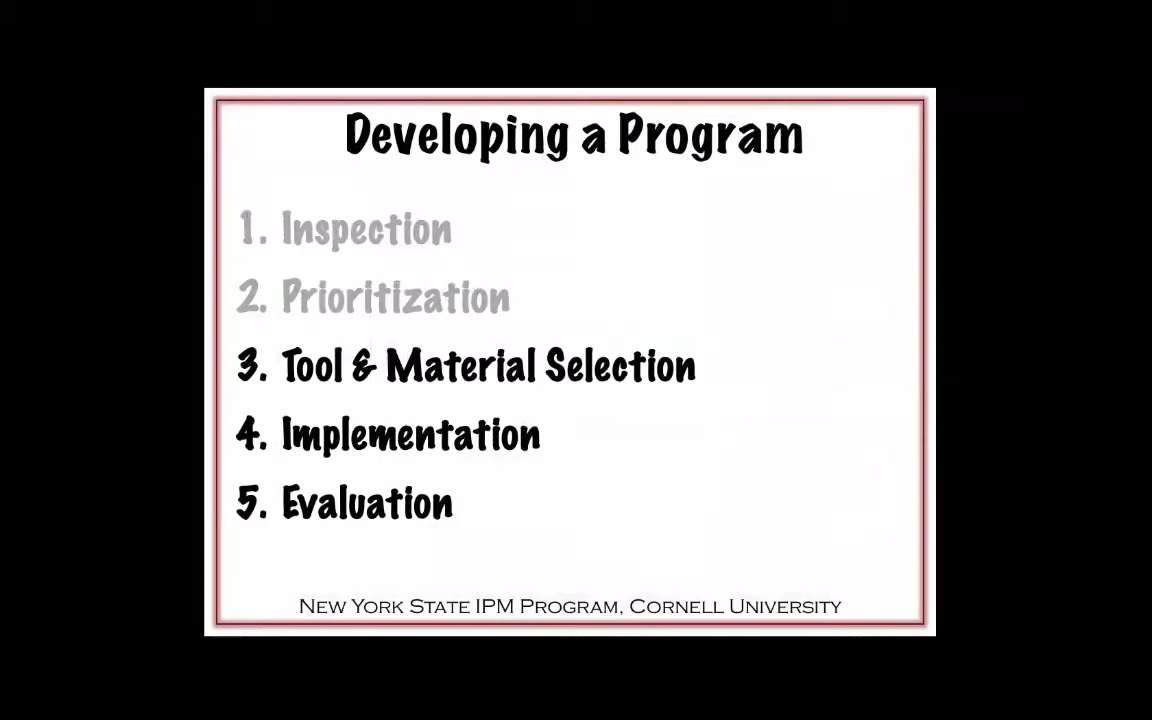 Developing a Program
1. Inspection
2. Prioritization
3. Tool & Material Selection
4. Implementation
5. Evaluation
New York State IPM Program, Cornell University